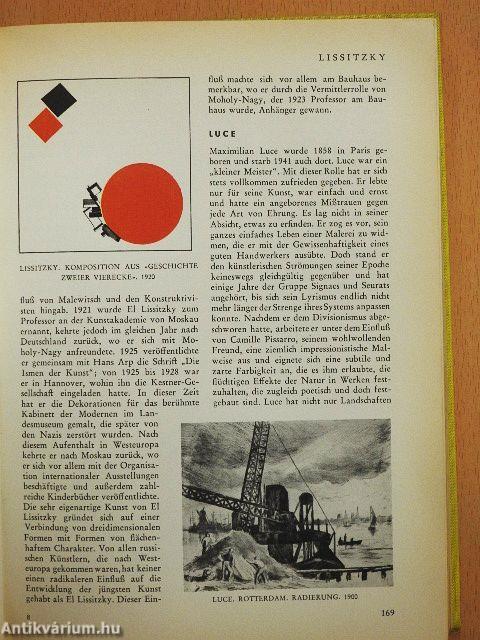 LISSITZKY
LISSITZKY. KOMPOSITION AUS «GESCHICHTE
ZWEIER VIERECKE». 1920
fluß von Malewitsch und den Konstruktivi-
sten hingab. 1921 wurde El Lissitzky zum
Professor an der Kunstakademie von Moskau
ernannt, kehrte jedoch im gleichen Jahr nach
Deutschland zurück, wo er sich mit Mo-
holy-Nagy anfreundete. 1925 veröffentlichte
er gemeinsam mit Hans Arp die Schrift „Die
Ismen der Kunst"; von 1925 bis 1928 war
er in Hannover, wohin ihn die Kestner-Ge-
sellschaft eingeladen hatte. In dieser Zeit
hat er die Dekorationen für das berühmte
Kabinett der Modernen im Lan-
desmuseum gemalt, die später von
den Nazis zerstört wurden. Nach
diesem Aufenthalt in Westeuropa
kehrte er nach Moskau zurück, wo
er sich vor allem mit der Organisa-
tion internationaler Ausstellungen
beschäftigte und außerdem zahl-
reiche Kinderbücher veröffentlichte.
Die sehr eigenartige Kunst von El
Lissitzky gründet sich auf einer
Verbindung von dreidimensionalen
Formen mit Formen von flächen-
haftem Charakter. Von allen russi-
schen Künstlern, die nach West-
europa gekommen waren, hat keiner
einen radikaleren Einfluß auf die
Entwicklung der jüngsten Kunst
gehabt als El Lissitzky. Dieser Ein-
fluß machte sich vor allem am Bauhaus be-
merkbar, wo er durch die Vermittlerrolle von
Moholy-Nagy, der 1923 Professor am Bau-
haus wurde, Anhänger gewann.
LUCE
Maximilian Luce wurde 1858 in Paris ge-
boren und starb 1941 auch dort. Luce war ein
„kleiner Meister". Mit dieser Rolle hat er sich
stets vollkommen zufrieden gegeben. Er lebte
nur für seine Kunst, war einfach und ernst
und hatte ein angeborenes Mißtrauen gegen
jede Art von Ehrung. Es lag nicht in seiner
Absicht, etwas zu erfinden. Er zog es vor, sein
ganzes einfaches Leben einer Malerei zu wid-
men, die er mit der Gewissenhaftigkeit eines
guten Handwerkers ausübte. Doch stand er
den künstlerischen Strömungen seiner Epoche
keineswegs gleichgültig gegenüber und hat
einige Jahre der Gruppe Signacs und Seurats
angehört, bis sich sein Lyrismus endlich nicht
mehr länger der Strenge ihres Systems anpassen
konnte. Nachdem er dem Divisionismus ab-
geschworen hatte, arbeitete er unter dem Einfluß
von Camille Pissarro, seinem wohlwollenden
Freund, eine ziemlich impressionistische Mal-
weise aus und eignete sich eine subtile und
zarte Farbigkeit an, die es ihm erlaubte, die
flüchtigen Effekte der Natur in Werken fest-
zuhalten, die zugleich poetisch und doch fest-
gebaut sind. Luce hat nicht nur Landschaften
LUCE. ROTTERDAM. RADIERUNG. 1900
169
Antikvárium.hu